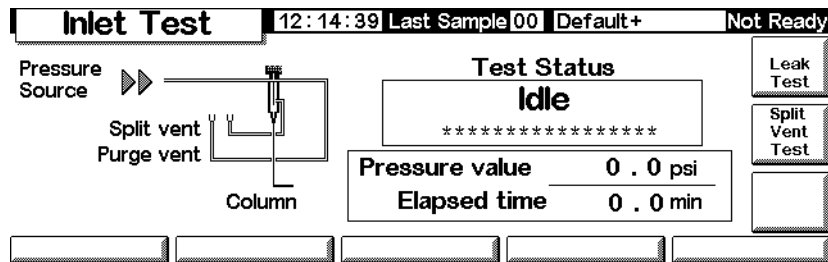 Inlet Test 12:14:39 Last Sample 00 Default+ Not Ready
Pressure
Source
Split vent
Purge vent
Column
Test Status
Idle
*****************
Pressure value 0 . 0 psi
Elapsed time 0 . 0 min
Leak
Test
Split
Vent
Test